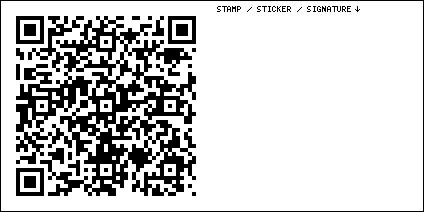 STAMP / STICKER / SIGNATURE ↓